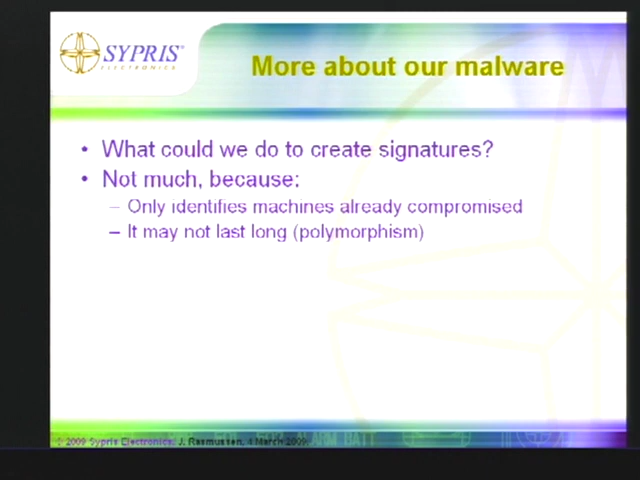 SYPRIS
ELECTRONICS
More about our malware
• What could we do to create signatures?
• Not much, because:
– Only identifies machines already compromised
– It may not last long (polymorphism)
© 2009 Sypris Electronics, J. Rasmussen, 4 March 2009